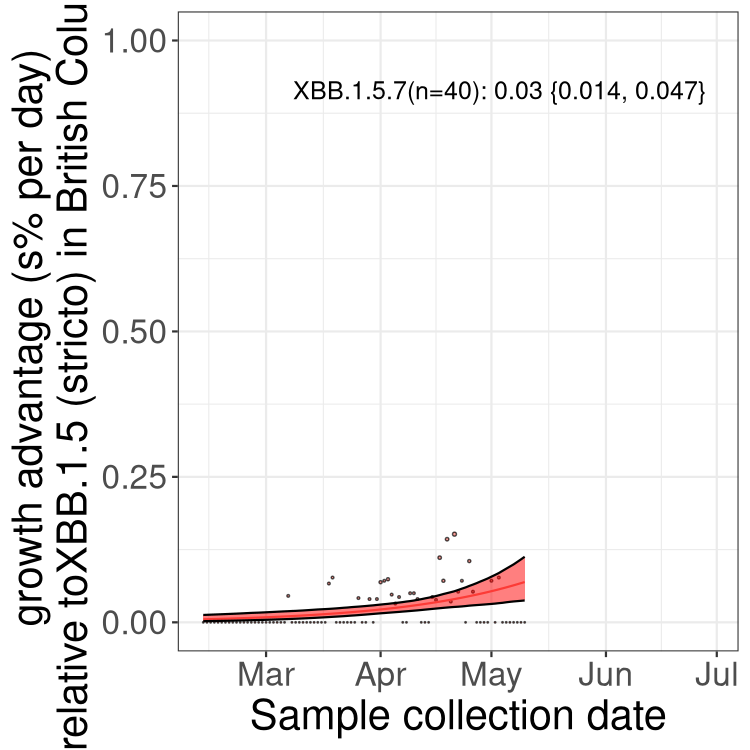 growth advantage (s% per day)
relative toXBB.1.5 (stricto) in British Colu
1.00
0.75
0.50
0.25
0.00
XBB.1.5.7(n=40): 0.03 {0.014, 0.047}
Mar
Apr
May
Jun
Jul
Sample collection date